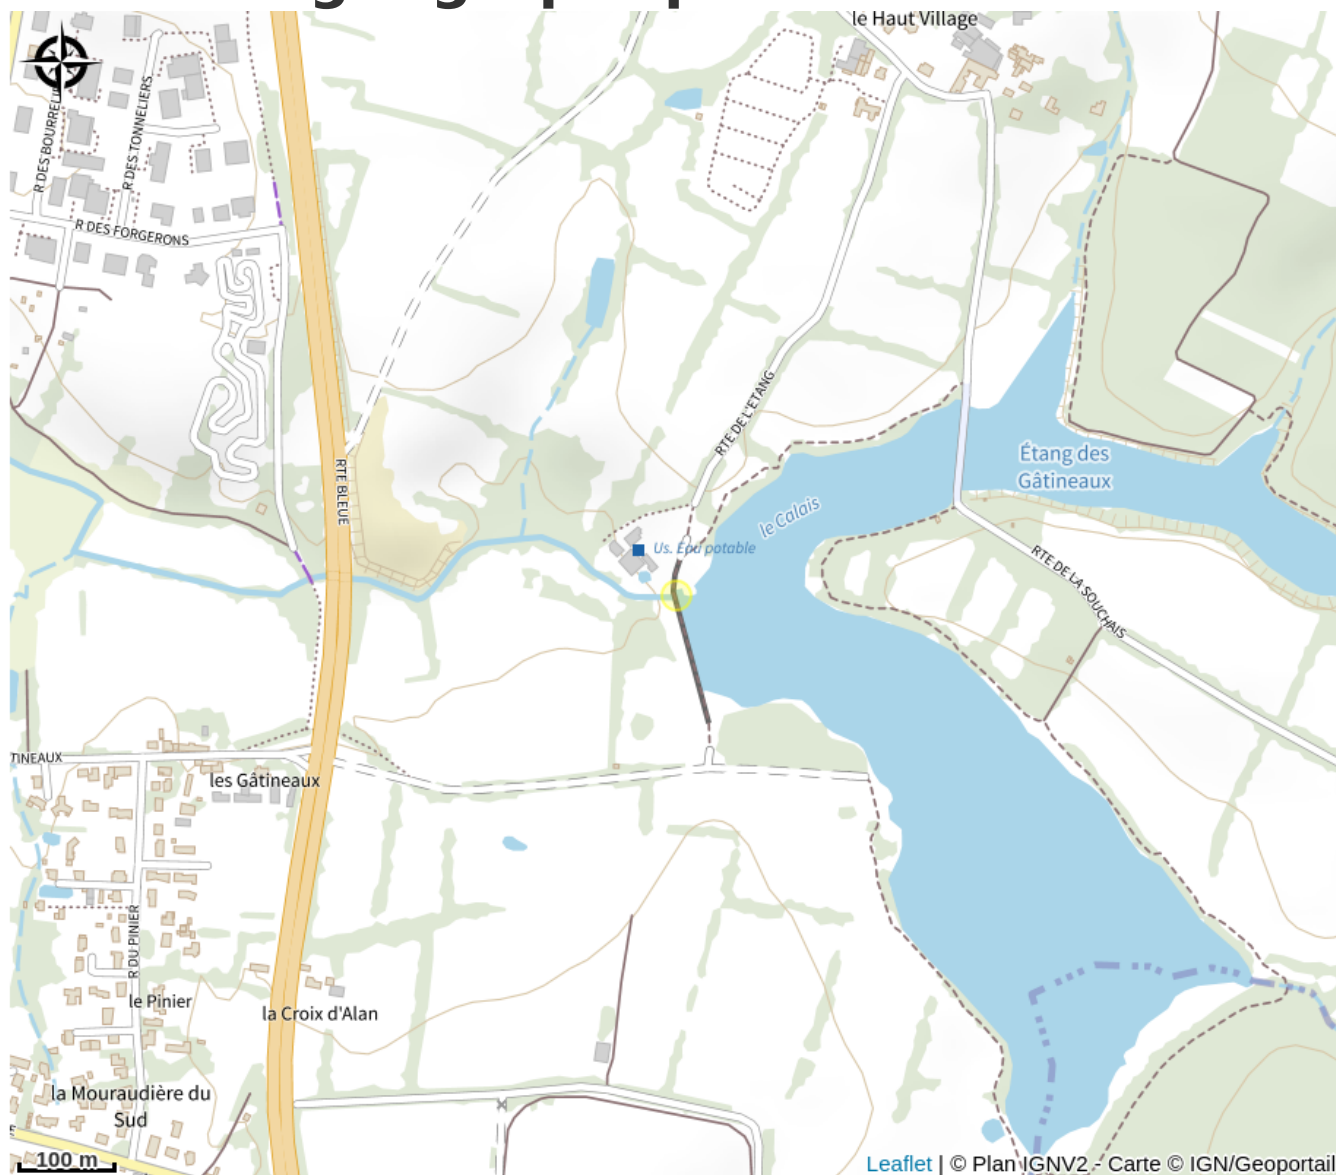 le Haut Village
R DES TONNELIERS
R DES FORGERONS
RTE DE L'ETANG
RTE BLEUE
Étang des
Gâtineaux
le Calais
Us. Eau potable
RTE DE LA SOUCHAIS
TINEAUX
les Gâtineaux
R DU PINIER
le Pinier
la Croix d'Alan
la Mouraudière du
Sud
100 m
Leaflet | © Plan IGNV2 - Carte © IGN/Geoportail